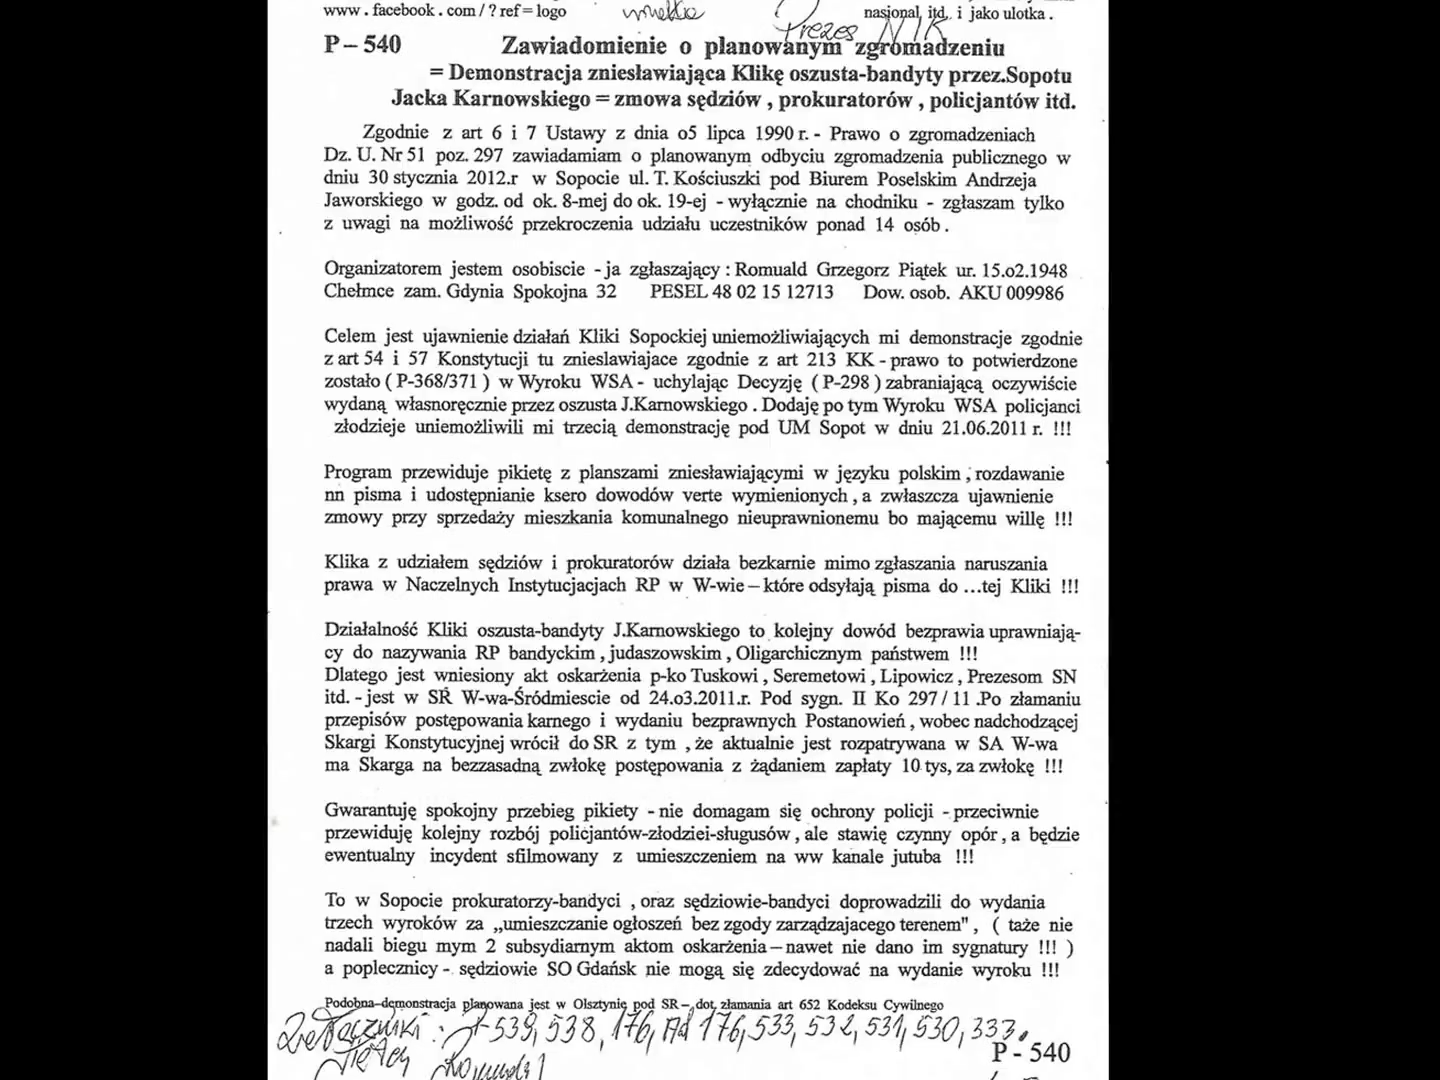 www . facebook . com / ? ref = logo
nasjonal, itd. i jako ulotka .
Prezes NIK
P – 540 Zawiadomienie o planowanym zgromadzeniu
= Demonstracja zniesławiająca Klikę oszusta-bandyty przez.Sopotu
Jacka Karnowskiego = zmowa sędziów , prokuratorów , policjantów itd.
Zgodnie z art 6 i 7 Ustawy z dnia o5 lipca 1990 r. - Prawo o zgromadzeniach
Dz. U. Nr 51 poz. 297 zawiadamiam o planowanym odbyciu zgromadzenia publicznego w
dniu 30 stycznia 2012.r w Sopocie ul. T. Kościuszki pod Biurem Poselskim Andrzeja
Jaworskiego w godz. od ok. 8-mej do ok. 19-ej - wyłącznie na chodniku - zgłaszam tylko
z uwagi na możliwość przekroczenia udziału uczestników ponad 14 osób .
Organizatorem jestem osobiscie - ja zgłaszający : Romuald Grzegorz Piątek ur. 15.o2.1948
Chełmce zam. Gdynia Spokojna 32 PESEL 48 02 15 12713 Dow. osob. AKU 009986
Celem jest ujawnienie działań Kliki Sopockiej uniemożliwiających mi demonstracje zgodnie
z art 54 i 57 Konstytucji tu znieslawiajace zgodnie z art 213 KK - prawo to potwierdzone
zostało ( P-368/371 ) w Wyroku WSA - uchylając Decyzję ( P-298 ) zabraniającą oczywiście
wydaną własnoręcznie przez oszusta J.Karnowskiego . Dodaję po tym Wyroku WSA policjanci
złodzieje uniemożliwili mi trzecią demonstrację pod UM Sopot w dniu 21.06.2011 r. !!!
Program przewiduje pikietę z planszami zniesławiającymi w języku polskim , rozdawanie
nn pisma i udostępnianie ksero dowodów verte wymienionych , a zwłaszcza ujawnienie
zmowy przy sprzedaży mieszkania komunalnego nieuprawnionemu bo mającemu willę !!!
Klika z udziałem sędziów i prokuratorów działa bezkarnie mimo zgłaszania naruszania
prawa w Naczelnych Instytucjacjach RP w W-wie – które odsyłają pisma do ...tej Kliki !!!
Działalność Kliki oszusta-bandyty J.Karnowskiego to kolejny dowód bezprawia uprawniają-
cy do nazywania RP bandyckim , judaszowskim , Oligarchicznym państwem !!!
Dlatego jest wniesiony akt oskarżenia p-ko Tuskowi , Seremetowi , Lipowicz , Prezesom SN
itd. - jest w SR W-wa-Śródmiescie od 24.o3.2011.r. Pod sygn. II Ko 297 / 11 .Po złamaniu
przepisów postępowania karnego i wydaniu bezprawnych Postanowień , wobec nadchodzącej
Skargi Konstytucyjnej wrócił do SR z tym , że aktualnie jest rozpatrywana w SA W-wa
ma Skarga na bezzasadną zwłokę postępowania z żądaniem zapłaty 10 tys, za zwłokę !!!
Gwarantuję spokojny przebieg pikiety - nie domagam się ochrony policji - przeciwnie
przewiduję kolejny rozbój policjantów-złodziei-sługusów , ale stawię czynny opór , a będzie
ewentualny incydent sfilmowany z umieszczeniem na ww kanale jutuba !!!
To w Sopocie prokuratorzy-bandyci , oraz sędziowie-bandyci doprowadzili do wydania
trzech wyroków za „umieszczanie ogłoszeń bez zgody zarządzajacego terenem" , ( taże nie
nadali biegu mym 2 subsydiarnym aktom oskarżenia – nawet nie dano im sygnatury !!! )
a poplecznicy - sędziowie SO Gdańsk nie mogą się zdecydować na wydanie wyroku !!!
Podobna demonstracja planowana jest w Olsztynie pod SR – dot. złamania art 652 Kodeksu Cywilnego
Załączniki : P-539, 538, 176, Ad 176, 533, 532, 531, 530, 333.
P - 540